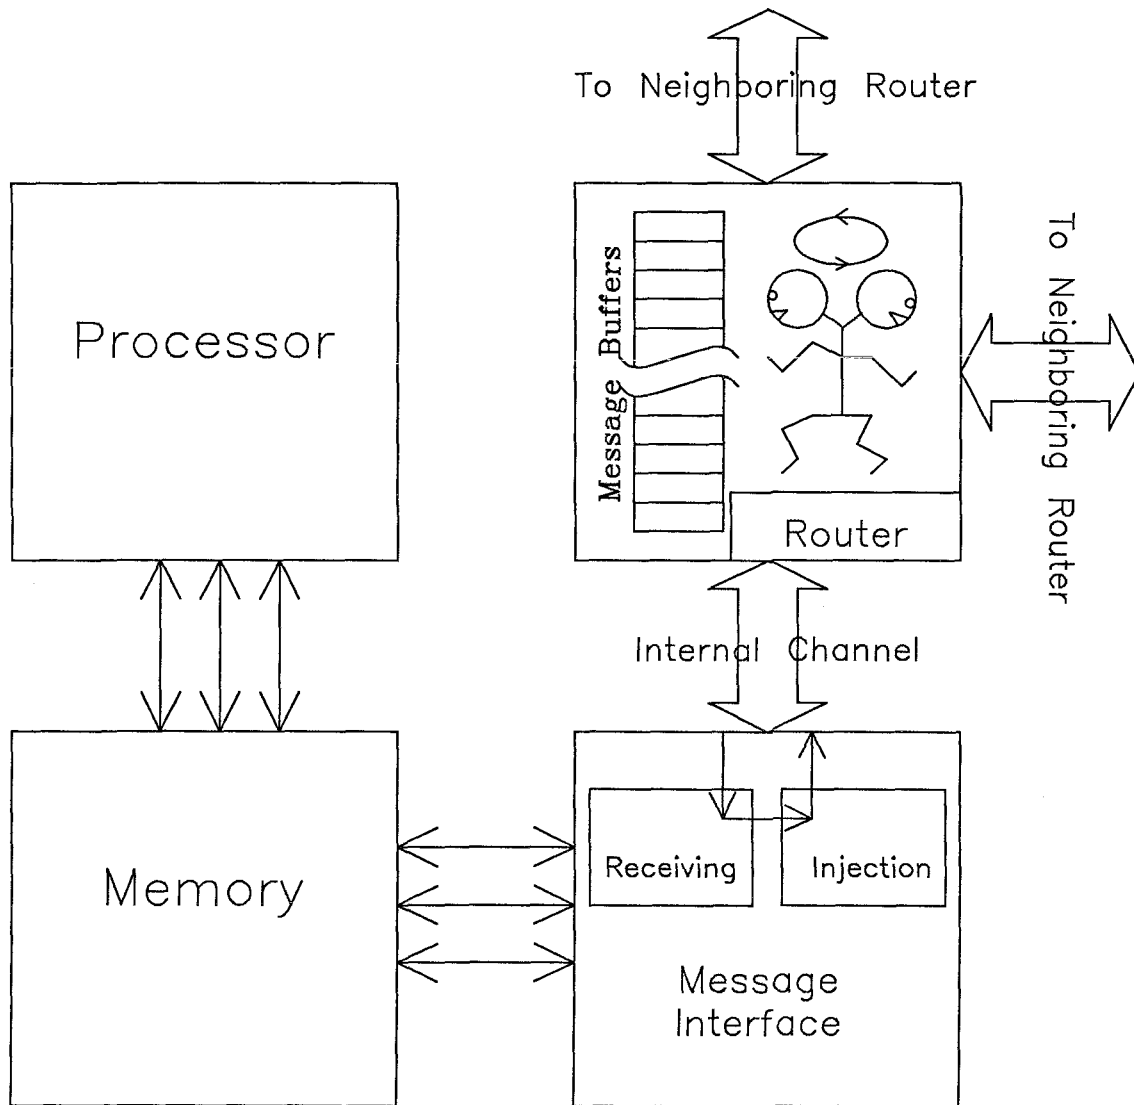 To Neighboring Router
Processor
Message Buffers
To Neighboring Router
Router
Internal Channel
Memory
Receiving
Injection
Message
Interface